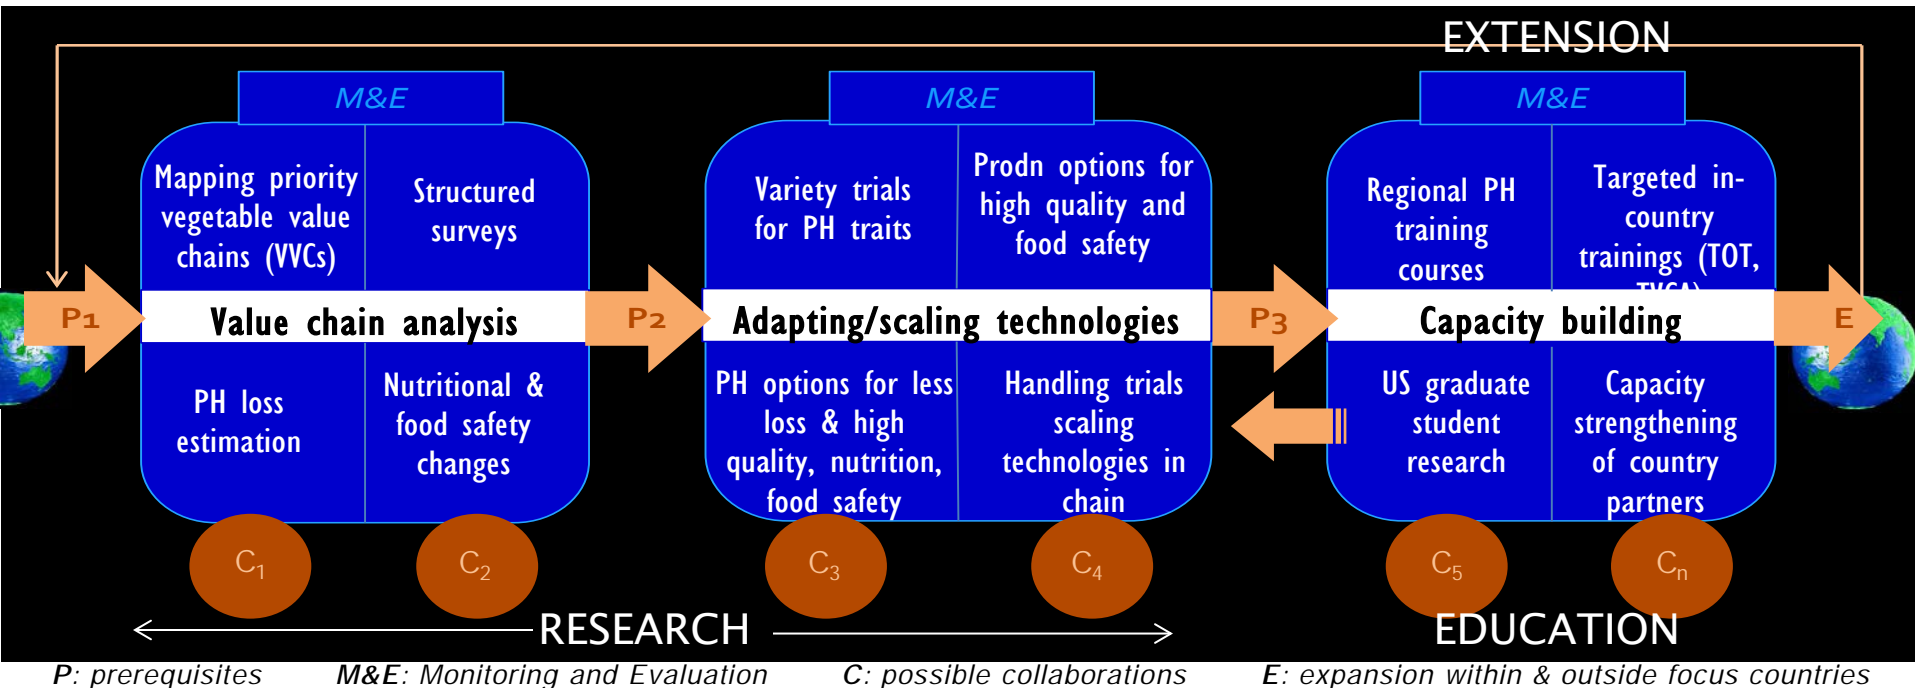 EXTENSION
M&E
M&E
M&E
Mapping priority
vegetable value
chains (VVCs)
Structured
surveys
Variety trials
for PH traits
Prodn options for
high quality and
food safety
Regional PH
training
courses
Targeted in-
country
trainings (TOT,
P1
Value chain analysis
P2
Adapting/scaling technologies
P3
Capacity building
E
PH loss
estimation
Nutritional &
food safety
changes
PH options for less
loss & high
quality, nutrition,
food safety
Handling trials
scaling
technologies in
chain
US graduate
student
research
Capacity
strengthening
of country
partners
C1
C2
C3
C4
C5
Cn
RESEARCH
EDUCATION
P: prerequisites
M&E: Monitoring and Evaluation
C: possible collaborations
E: expansion within & outside focus countries